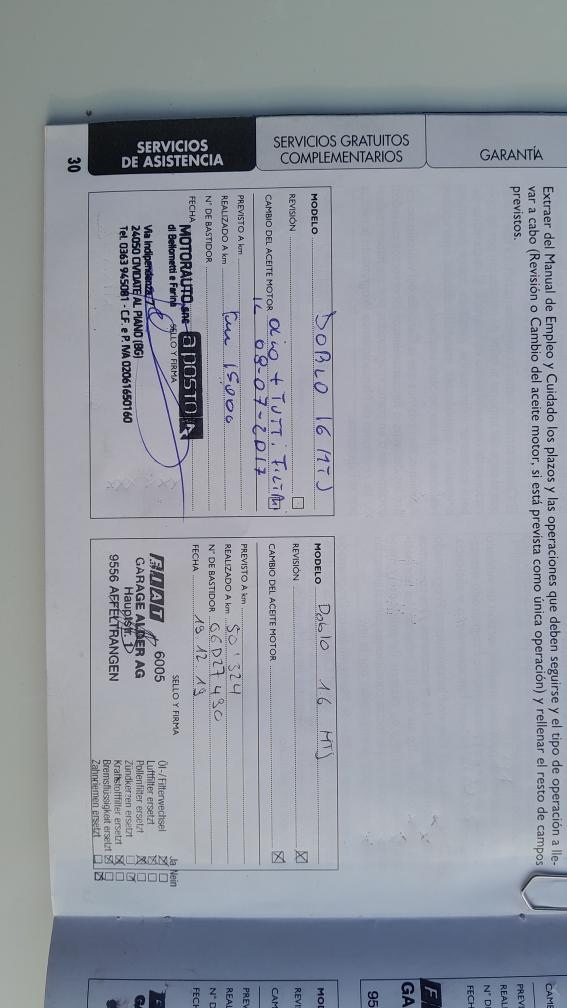 GARANTÍA
SERVICIOS GRATUITOS
COMPLEMENTARIOS
SERVICIOS
DE ASISTENCIA
30
Extraer del Manual de Empleo y Cuidado los plazos y las operaciones que deben seguirse y el tipo de operación a lle-
var a cabo (Revisión o Cambio del aceite motor, si está prevista como única operación) y rellenar el resto de campos
previstos.
MODELO DOBLO 16 MTJ
REVISIÓN
CAMBIO DEL ACEITE MOTOR + TUTTI FILTRI
08-07-2017
PREVISTO A km
REALIZADO A km Km 15000
N° DE BASTIDOR
FECHA
SELLO Y FIRMA
MOTORAUTO snc
di Bellometti e Farina
a posto
Via Indipendenza
24050 CIVIDATE AL PIANO (BG)
Tel. 0363 945081 - C.F. e P. IVA 02061650160
MODELO Doblo 1.6 MTJ
REVISIÓN
CAMBIO DEL ACEITE MOTOR
PREVISTO A km
REALIZADO A km 50'324
N° DE BASTIDOR G6D27490
FECHA 19.12.19
SELLO Y FIRMA
FIAT 6005
GARAGE ALDER AG
Hauptstr.
9556 AFFELTRANGEN
Ja Nein
Öl-/Filterwechsel
Luftfilter ersetzt
Pollenfilter ersetzt
Zündkerzen ersetzt
Kraftstofffilter ersetzt
Bremsflüssigkeit ersetzt
Zahnriemen ersetzt